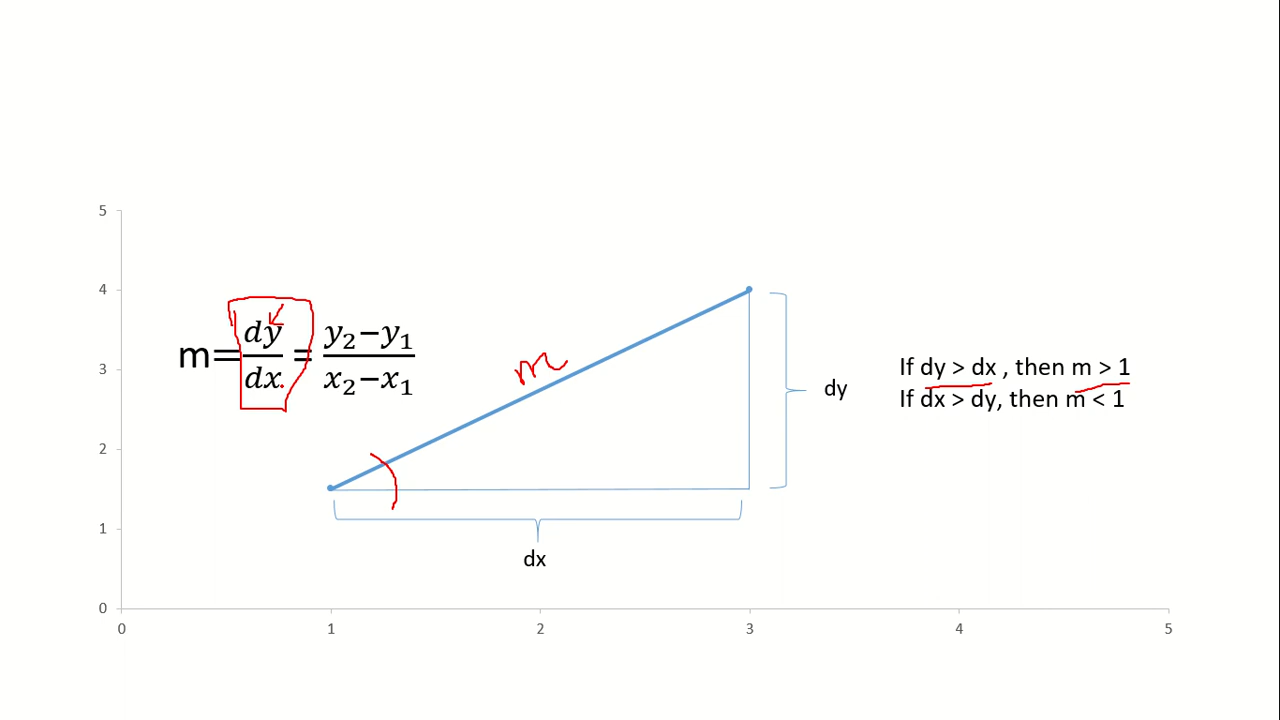 5
4
3
2
1
0
0 1 2 3 4 5
m=dy/dx = y₂−y₁/x₂−x₁
m
dy
dx
If dy > dx , then m > 1
If dx > dy, then m < 1